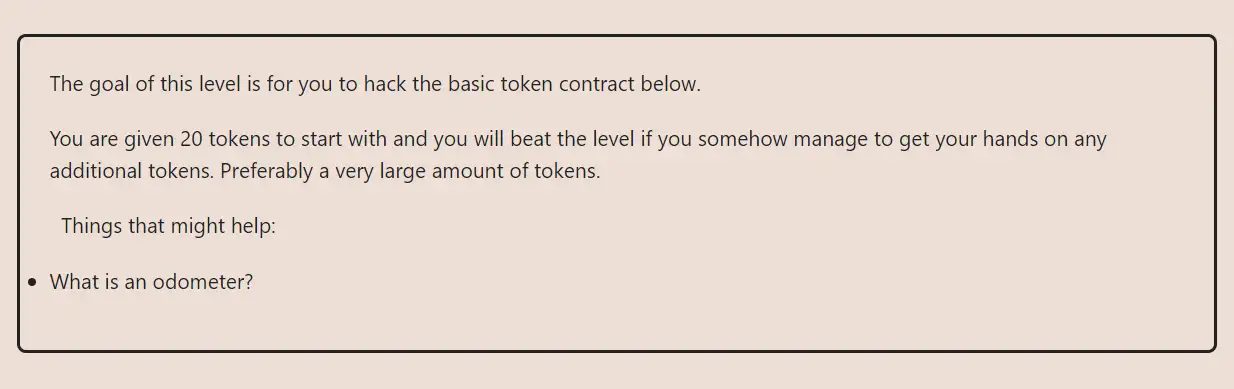 The goal of this level is for you to hack the basic token contract below.
You are given 20 tokens to start with and you will beat the level if you somehow manage to get your hands on any
additional tokens. Preferably a very large amount of tokens.
Things that might help:
• What is an odometer?